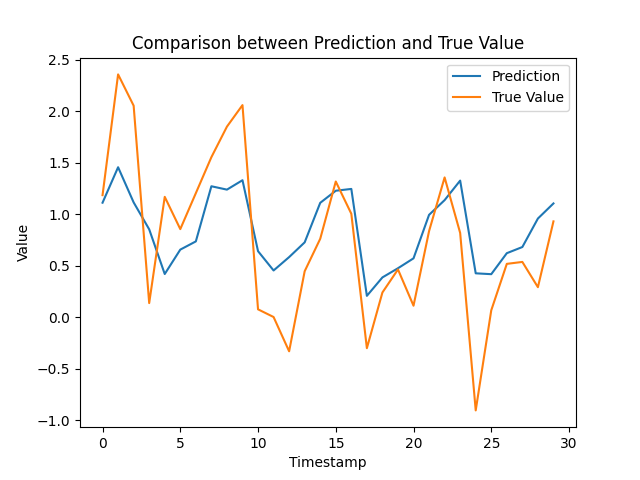 Comparison between Prediction and True Value
Prediction
True Value
2.5
2.0
1.5
1.0
0.5
0.0
−0.5
−1.0
Value
0 5 10 15 20 25 30
Timestamp